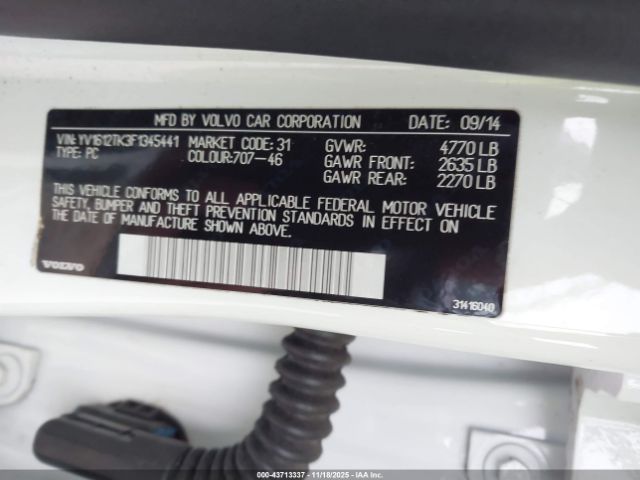 MFD BY VOLVO CAR CORPORATION DATE: 09/14
VIN: YV1612TK3F1345441 MARKET CODE: 31 GVWR: 4770 LB
TYPE: PC COLOUR:707-46 GAWR FRONT: 2635 LB
GAWR REAR: 2270 LB
THIS VEHICLE CONFORMS TO ALL APPLICABLE FEDERAL MOTOR VEHICLE
SAFETY, BUMPER AND THEFT PREVENTION STANDARDS IN EFFECT ON
THE DATE OF MANUFACTURE SHOWN ABOVE.
VOLVO
31416040
000-43713337 - 11/18/2025 - IAAI.com